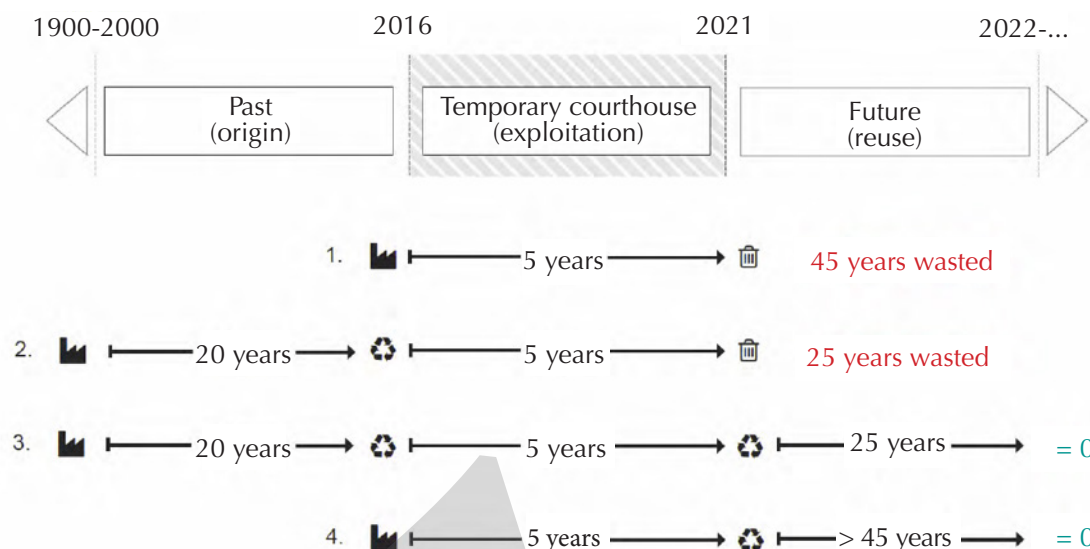 1900-2000 2016 2021 2022-...
Past Temporary courthouse Future
(origin) (exploitation) (reuse)
1. 5 years 45 years wasted
2. 20 years 5 years 25 years wasted
3. 20 years 5 years 25 years = 0
4. 5 years > 45 years = 0